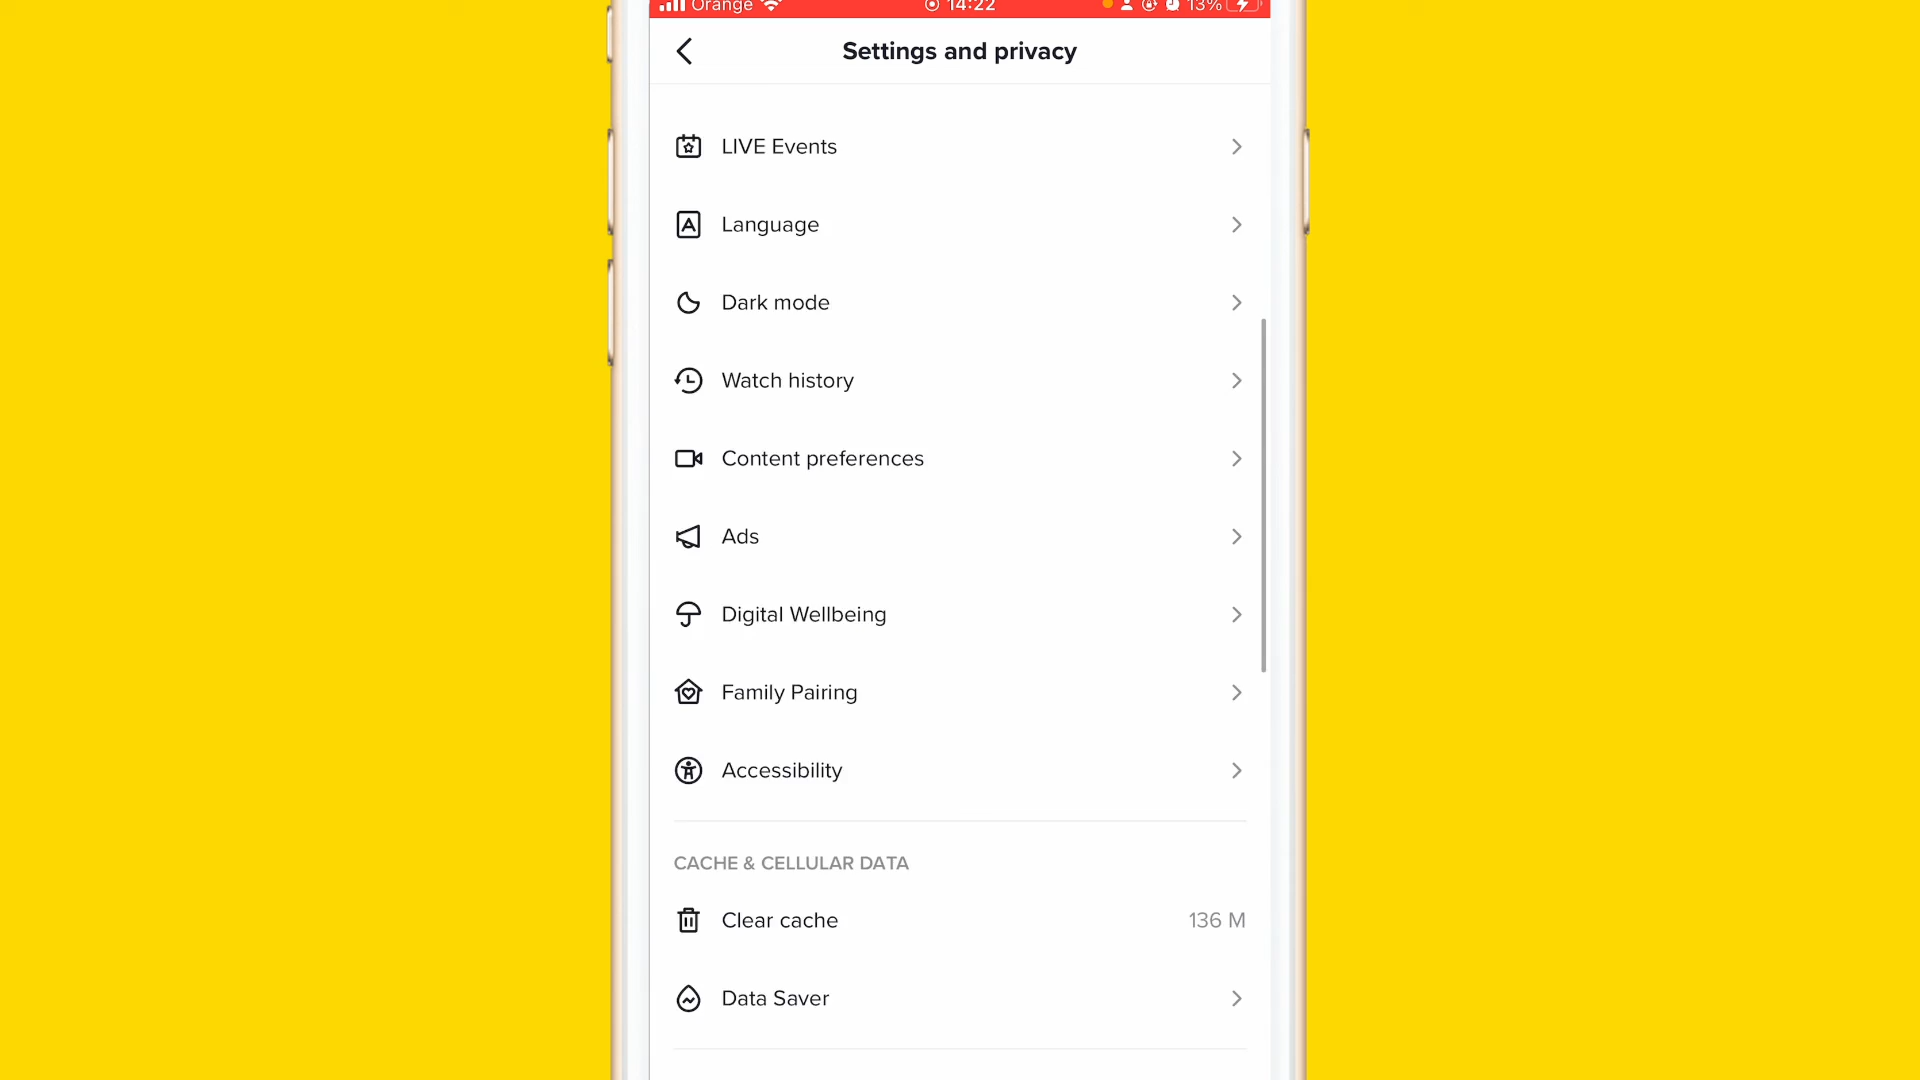 Orange 14:22 13%
Settings and privacy
LIVE Events
Language
Dark mode
Watch history
Content preferences
Ads
Digital Wellbeing
Family Pairing
Accessibility
CACHE & CELLULAR DATA
Clear cache 136 M
Data Saver